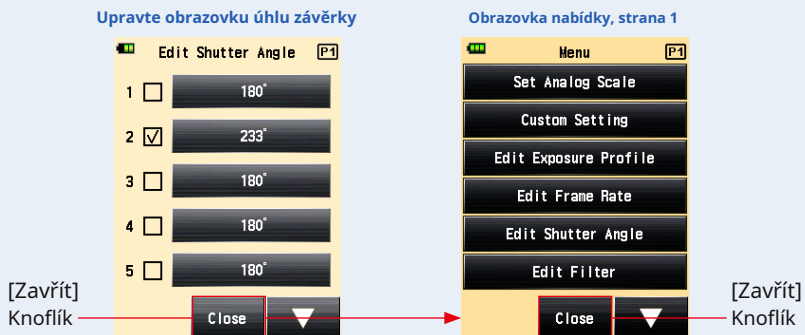 Upravte obrazovku úhlu závěrky
Edit Shutter Angle P1
1 180°
2 233°
3 180°
4 180°
5 180°
Close
[Zavřít]
Knoflík
Obrazovka nabídky, strana 1
Menu P1
Set Analog Scale
Custom Setting
Edit Exposure Profile
Edit Frame Rate
Edit Shutter Angle
Edit Filter
Close
[Zavřít]
Knoflík